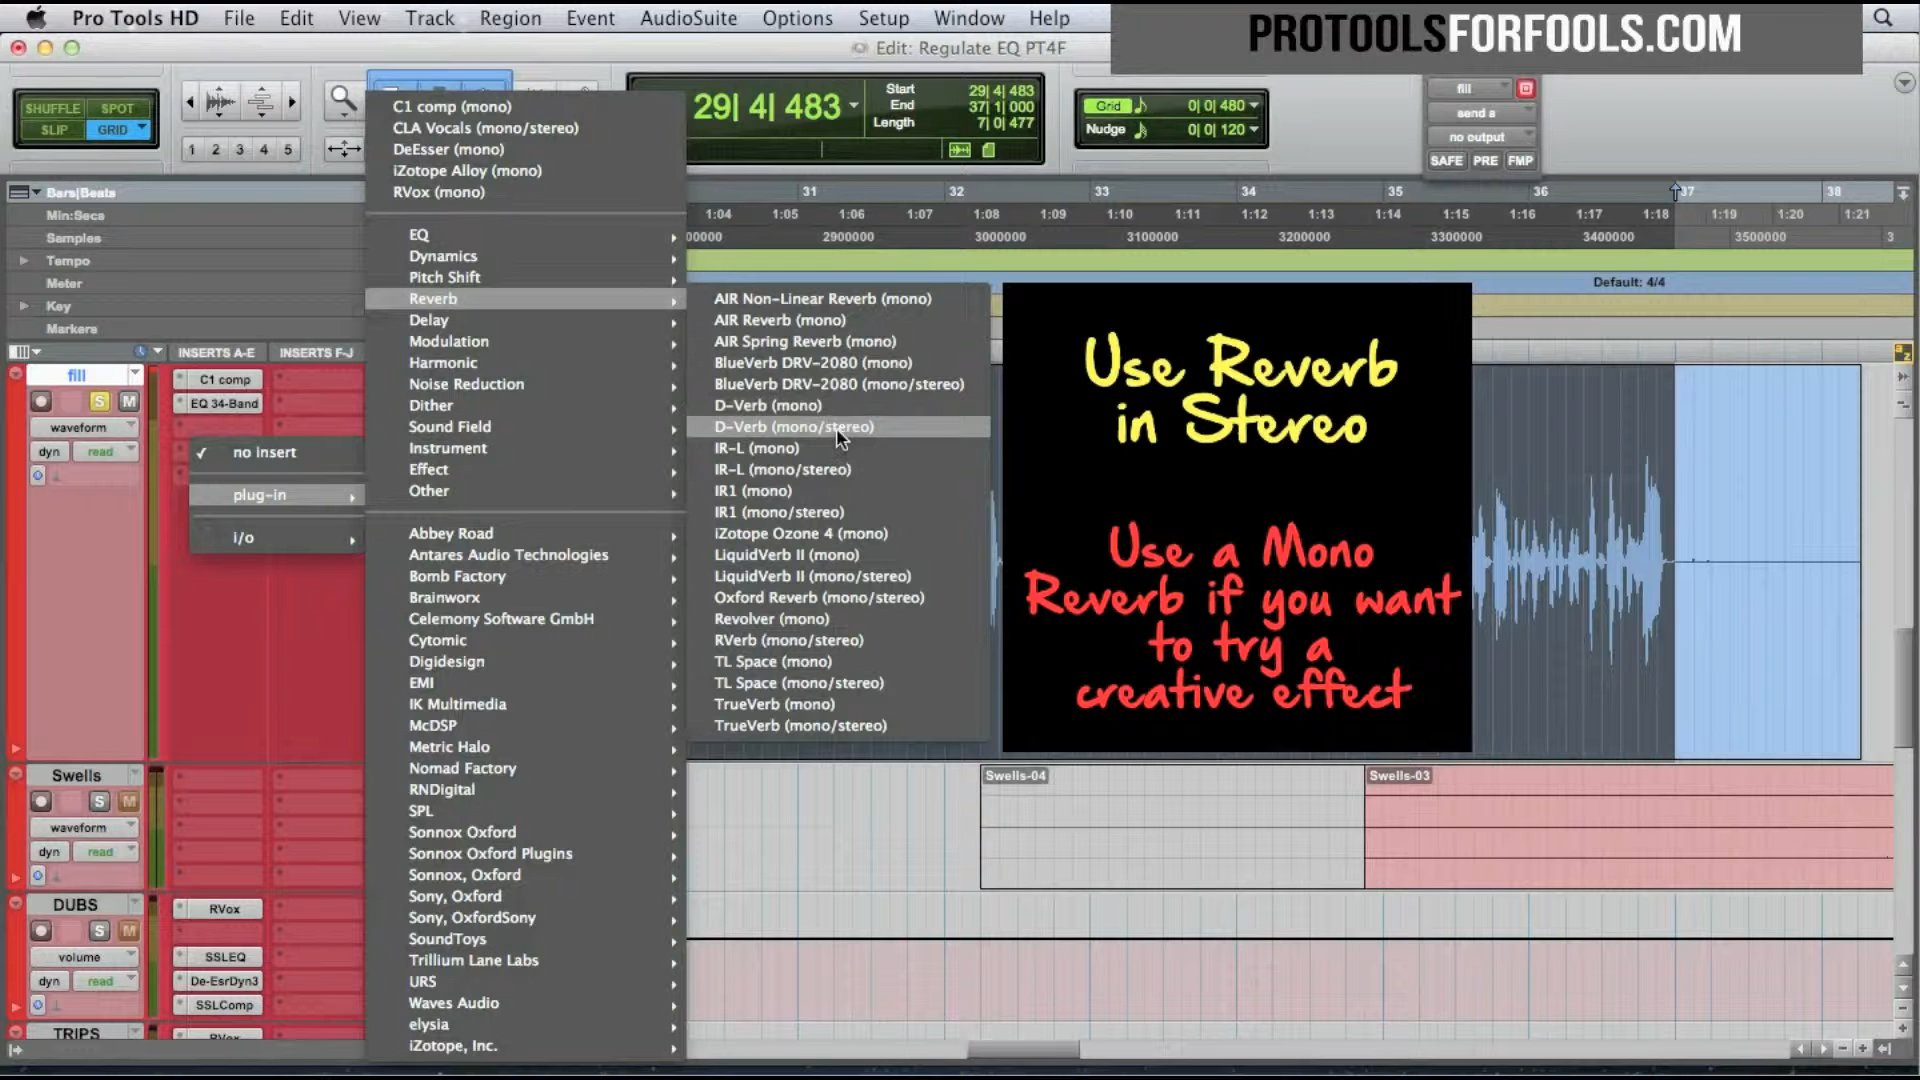 Pro Tools HD File Edit View Track Region Event AudioSuite Options Setup Window Help
PROTOOLSFORFOOLS.COM
Edit: Regulate EQ PT4F
SHUFFLE SPOT
SLIP GRID
1 2 3 4 5
29| 4| 483
Start 29| 4| 483
End 37| 1| 000
Length 7| 0| 477
Grid 0| 0| 480
Nudge 0| 0| 120
fill
send a
no output
SAFE PRE FMP
Bars|Beats
Min:Secs
Samples
Tempo
Meter
Key
Markers
31 32 33 34 35 36 37 38
1:04 1:05 1:06 1:07 1:08 1:09 1:10 1:11 1:12 1:13 1:14 1:15 1:16 1:17 1:18 1:19 1:20 1:21
00000 2900000 3000000 3100000 3200000 3300000 3400000 3500000 3
Default: 4/4
INSERTS A-E INSERTS F-J
fill
C1 comp
EQ 34-Band
S M
waveform
dyn read
no insert
plug-in
i/o
C1 comp (mono)
CLA Vocals (mono/stereo)
DeEsser (mono)
iZotope Alloy (mono)
RVox (mono)
EQ
Dynamics
Pitch Shift
Reverb
Delay
Modulation
Harmonic
Noise Reduction
Dither
Sound Field
Instrument
Effect
Other
Abbey Road
Antares Audio Technologies
Bomb Factory
Brainworx
Celemony Software GmbH
Cytomic
Digidesign
EMI
IK Multimedia
McDSP
Metric Halo
Nomad Factory
RNDigital
SPL
Sonnox Oxford
Sonnox Oxford Plugins
Sonnox, Oxford
Sony, Oxford
Sony, OxfordSony
SoundToys
Trillium Lane Labs
URS
Waves Audio
elysia
iZotope, Inc.
AIR Non-Linear Reverb (mono)
AIR Reverb (mono)
AIR Spring Reverb (mono)
BlueVerb DRV-2080 (mono)
BlueVerb DRV-2080 (mono/stereo)
D-Verb (mono)
D-Verb (mono/stereo)
IR-L (mono)
IR-L (mono/stereo)
IR1 (mono)
IR1 (mono/stereo)
iZotope Ozone 4 (mono)
LiquidVerb II (mono)
LiquidVerb II (mono/stereo)
Oxford Reverb (mono/stereo)
Revolver (mono)
RVerb (mono/stereo)
TL Space (mono)
TL Space (mono/stereo)
TrueVerb (mono)
TrueVerb (mono/stereo)
Use Reverb
in Stereo
Use a Mono
Reverb if you want
to try a
creative effect
Swells
S M
waveform
dyn read
Swells-04
Swells-03
DUBS
S M
volume
dyn read
RVox
SSLEQ
De-EsrDyn3
SSLComp
TRIPS
RVox